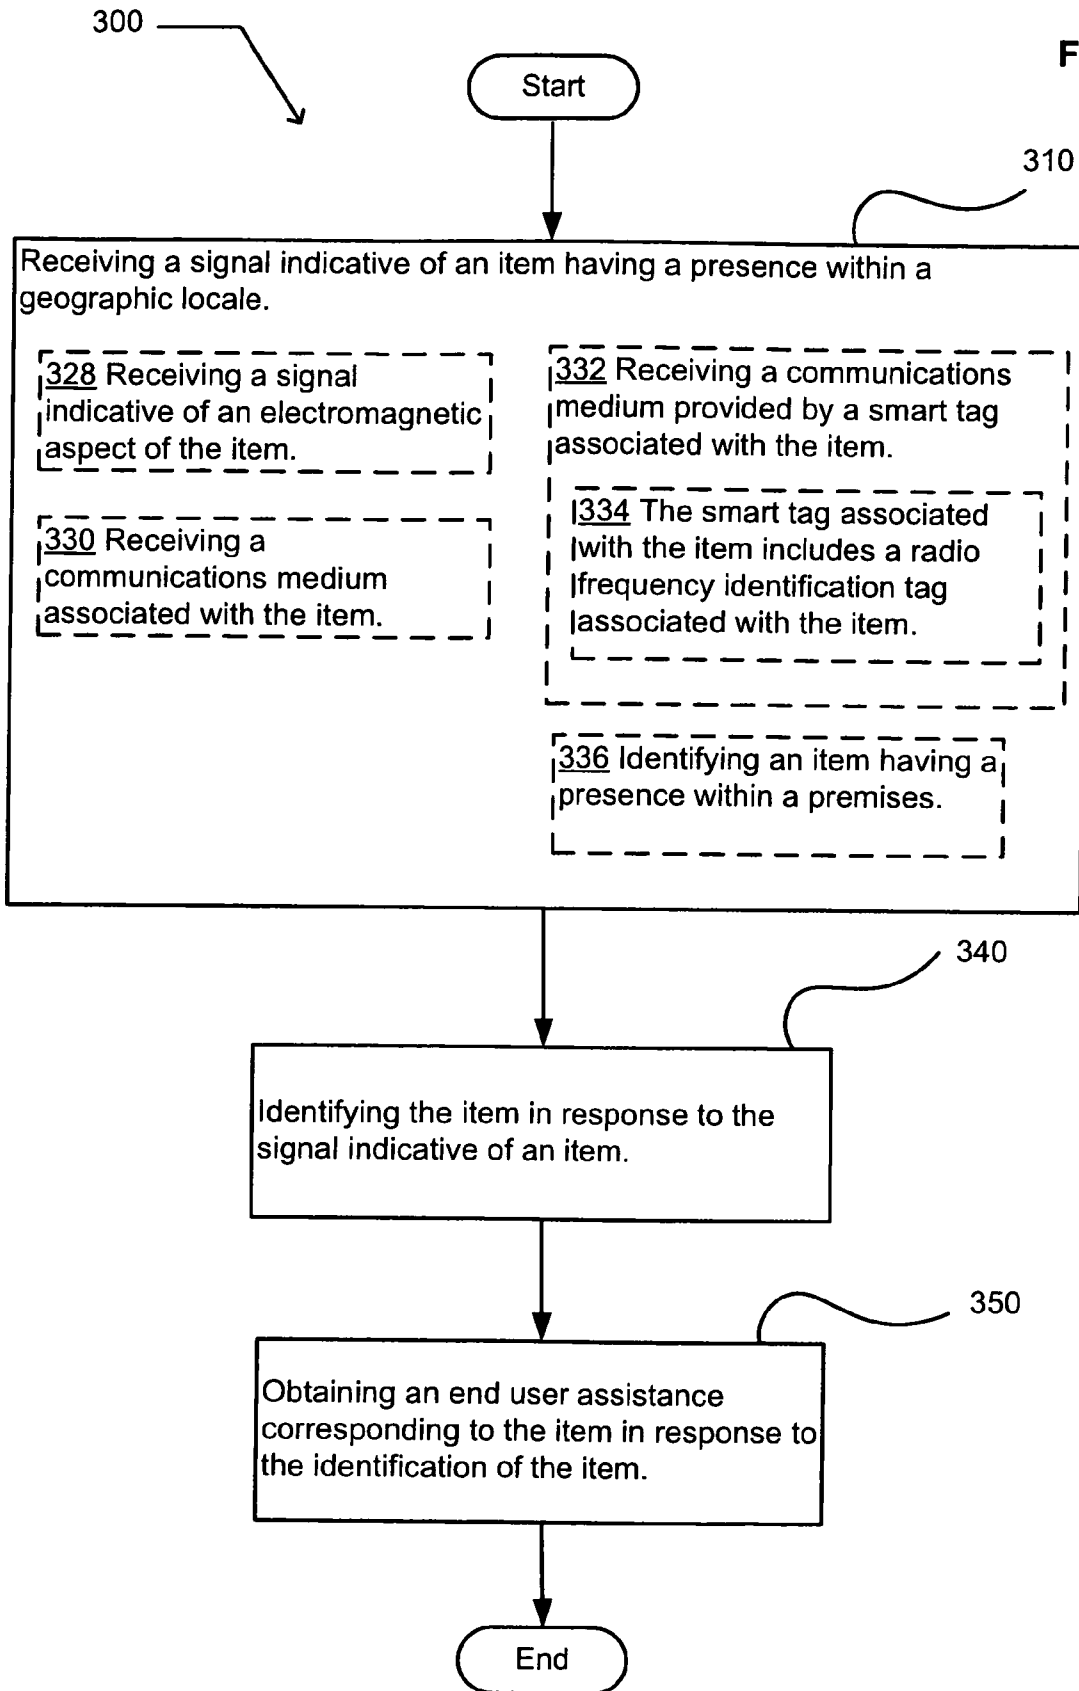 300
F
Start
310
Receiving a signal indicative of an item having a presence within a
geographic locale.
328 Receiving a signal
indicative of an electromagnetic
aspect of the item.
330 Receiving a
communications medium
associated with the item.
332 Receiving a communications
medium provided by a smart tag
associated with the item.
334 The smart tag associated
with the item includes a radio
frequency identification tag
associated with the item.
336 Identifying an item having a
presence within a premises.
340
Identifying the item in response to the
signal indicative of an item.
350
Obtaining an end user assistance
corresponding to the item in response to
the identification of the item.
End